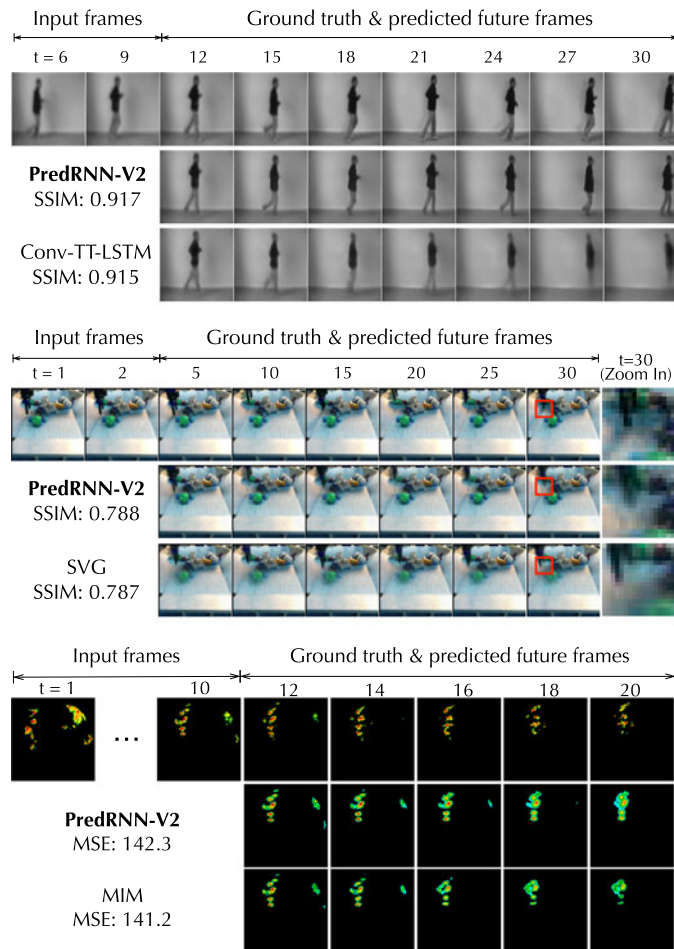 Input frames Ground truth & predicted future frames
t = 6 9 12 15 18 21 24 27 30
PredRNN-V2
SSIM: 0.917
Conv-TT-LSTM
SSIM: 0.915
Input frames Ground truth & predicted future frames
t = 1 2 5 10 15 20 25 30 t=30
(Zoom In)
PredRNN-V2
SSIM: 0.788
SVG
SSIM: 0.787
Input frames Ground truth & predicted future frames
t = 1 10 12 14 16 18 20
...
PredRNN-V2
MSE: 142.3
MIM
MSE: 141.2